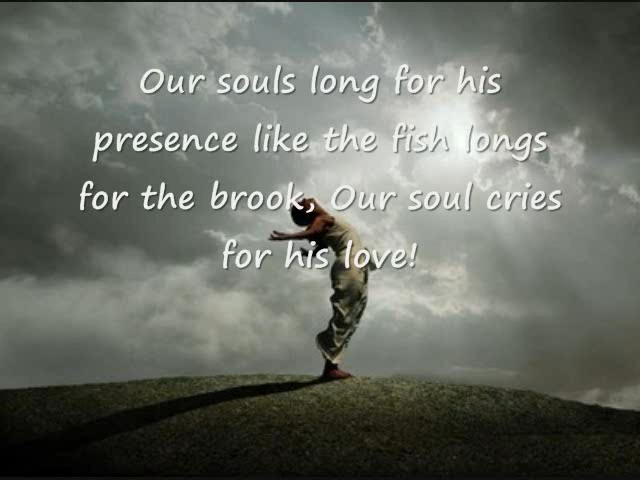 Our souls long for his
presence like the fish longs
for the brook, Our soul cries
for his love!